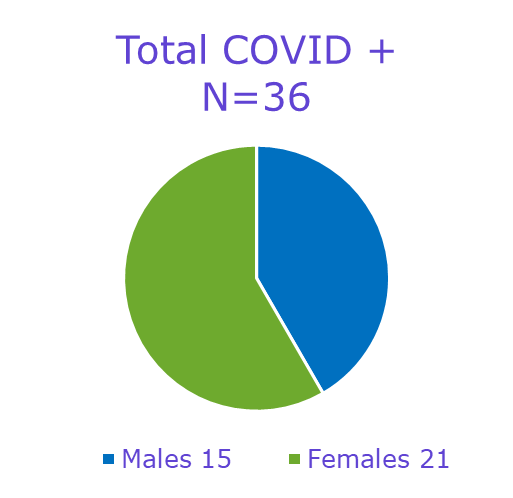 Total COVID +
N=36
Males 15
Females 21